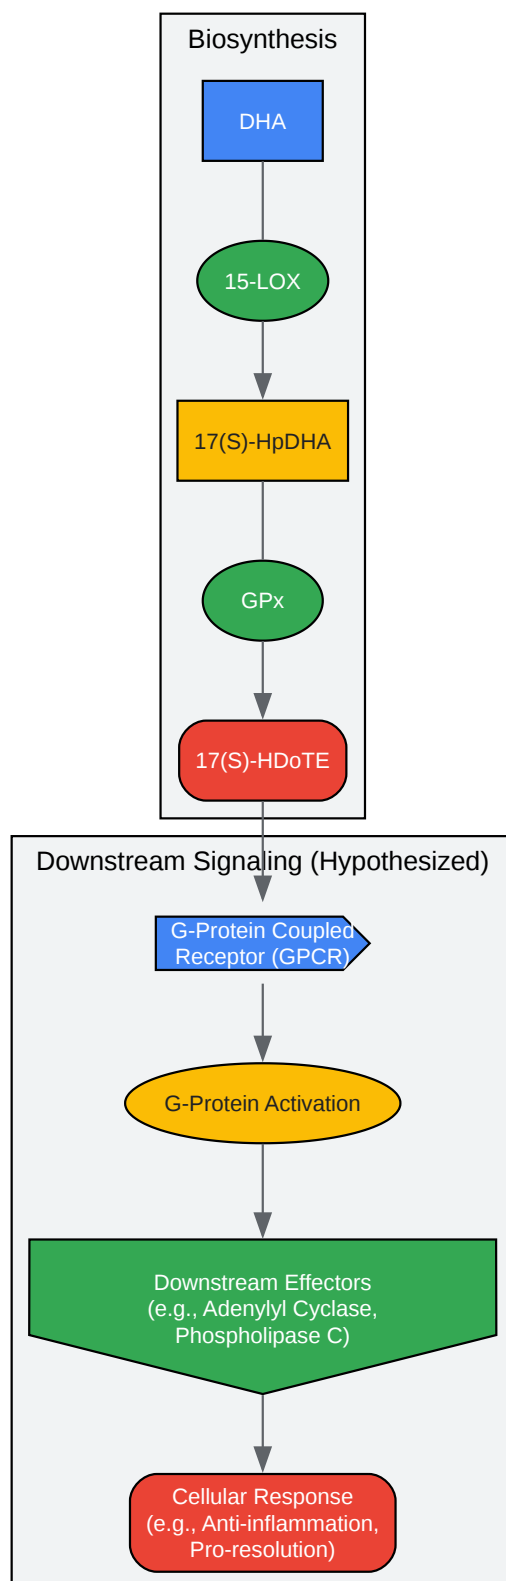 Biosynthesis
DHA
15-LOX
17(S)-HpDHA
GPx
17(S)-HDoTE
Downstream Signaling (Hypothesized)
G-Protein Coupled
Receptor (GPCR)
G-Protein Activation
Downstream Effectors
(e.g., Adenylyl Cyclase,
Phospholipase C)
Cellular Response
(e.g., Anti-inflammation,
Pro-resolution)